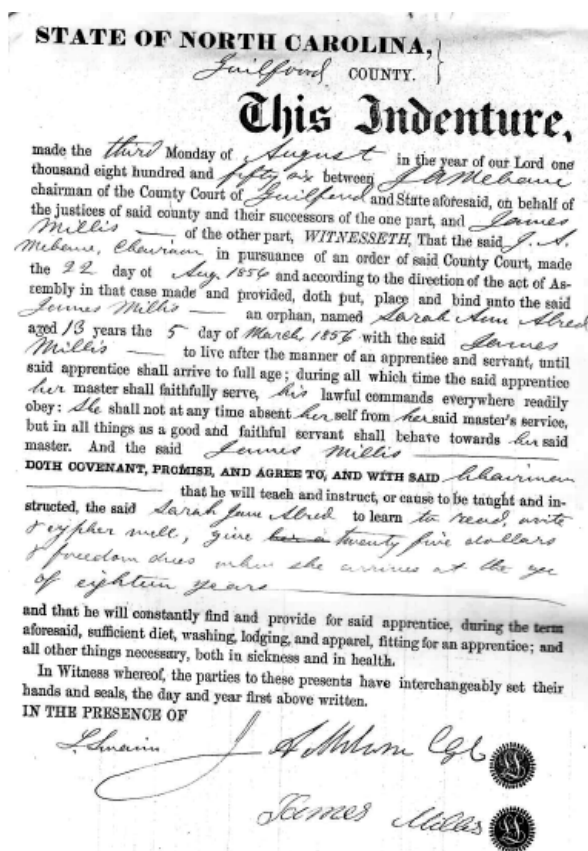 STATE OF NORTH CAROLINA,
Guilford COUNTY.
This Indenture,
made the third Monday of August in the year of our Lord one
thousand eight hundred and fifty six between J A Mebane
chairman of the County Court of Guilford and State aforesaid, on behalf of
the justices of said county and their successors of the one part, and James
Millis of the other part, WITNESSETH, That the said J. A.
Mebane, Chairman in pursuance of an order of said County Court, made
the 22 day of Aug. 1856 and according to the direction of the act of As-
sembly in that case made and provided, doth put, place and bind unto the said
James Millis an orphan, named Sarah Ann Alred
aged 13 years the 5 day of March, 1856 with the said James
Millis to live after the manner of an apprentice and servant, until
said apprentice shall arrive to full age; during all which time the said apprentice
her master shall faithfully serve, his lawful commands everywhere readily
obey; She shall not at any time absent her self from her said master's service,
but in all things as a good and faithful servant shall behave towards her said
master. And the said James Millis
DOTH COVENANT, PROMISE, AND AGREE TO, AND WITH SAID Chairman
that he will teach and instruct, or cause to be taught and in-
structed, the said Sarah Jane Alred to learn to read, write
& cypher well, give twenty five dollars
& freedom dues when she arrives at the age
of eighteen years
and that he will constantly find and provide for said apprentice, during the term
aforesaid, sufficient diet, washing, lodging, and apparel, fitting for an apprentice; and
all other things necessary, both in sickness and in health.
In Witness whereof, the parties to these presents have interchangeably set their
hands and seals, the day and year first above written.
IN THE PRESENCE OF
J A
James Millis